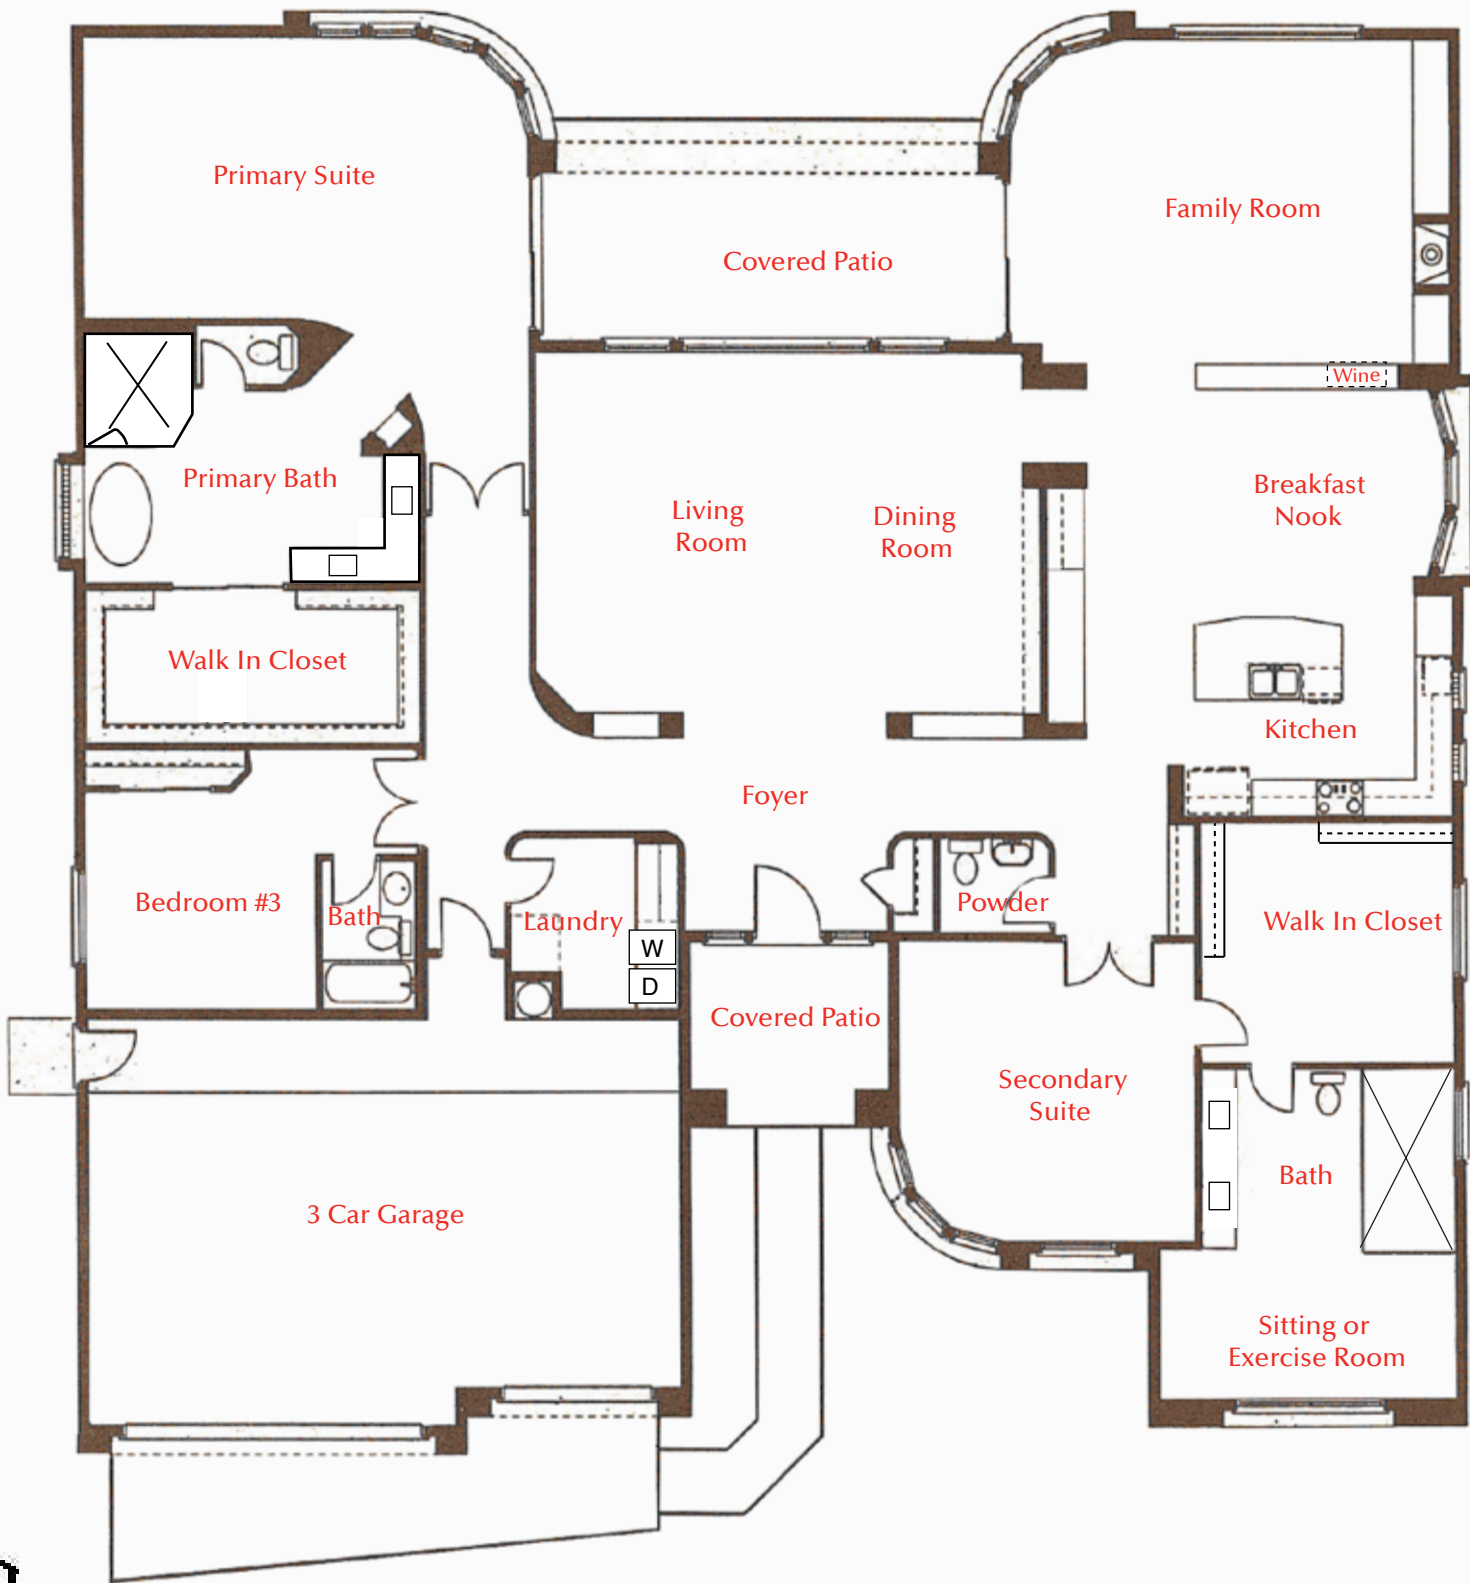 Primary Suite
Family Room
Covered Patio
Wine
Primary Bath
Living
Room
Dining
Room
Breakfast
Nook
Walk In Closet
Kitchen
Foyer
Bedroom #3
Bath
Laundry
W
D
Powder
Walk In Closet
Covered Patio
Secondary
Suite
Bath
3 Car Garage
Sitting or
Exercise Room